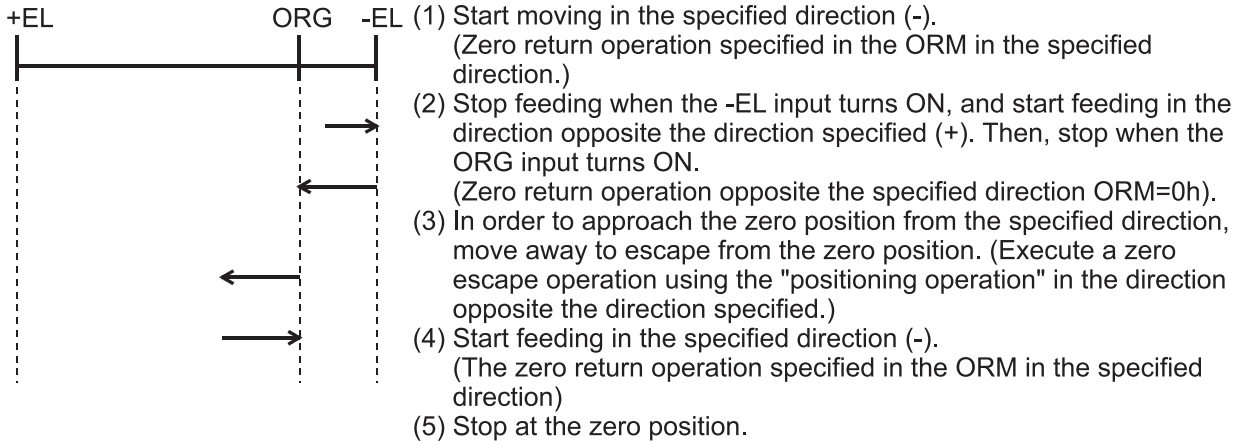 +EL ORG -EL
(1) Start moving in the specified direction (-).
(Zero return operation specified in the ORM in the specified
direction.)
(2) Stop feeding when the -EL input turns ON, and start feeding in the
direction opposite the direction specified (+). Then, stop when the
ORG input turns ON.
(Zero return operation opposite the specified direction ORM=0h).
(3) In order to approach the zero position from the specified direction,
move away to escape from the zero position. (Execute a zero
escape operation using the "positioning operation" in the direction
opposite the direction specified.)
(4) Start feeding in the specified direction (-).
(The zero return operation specified in the ORM in the specified
direction)
(5) Stop at the zero position.